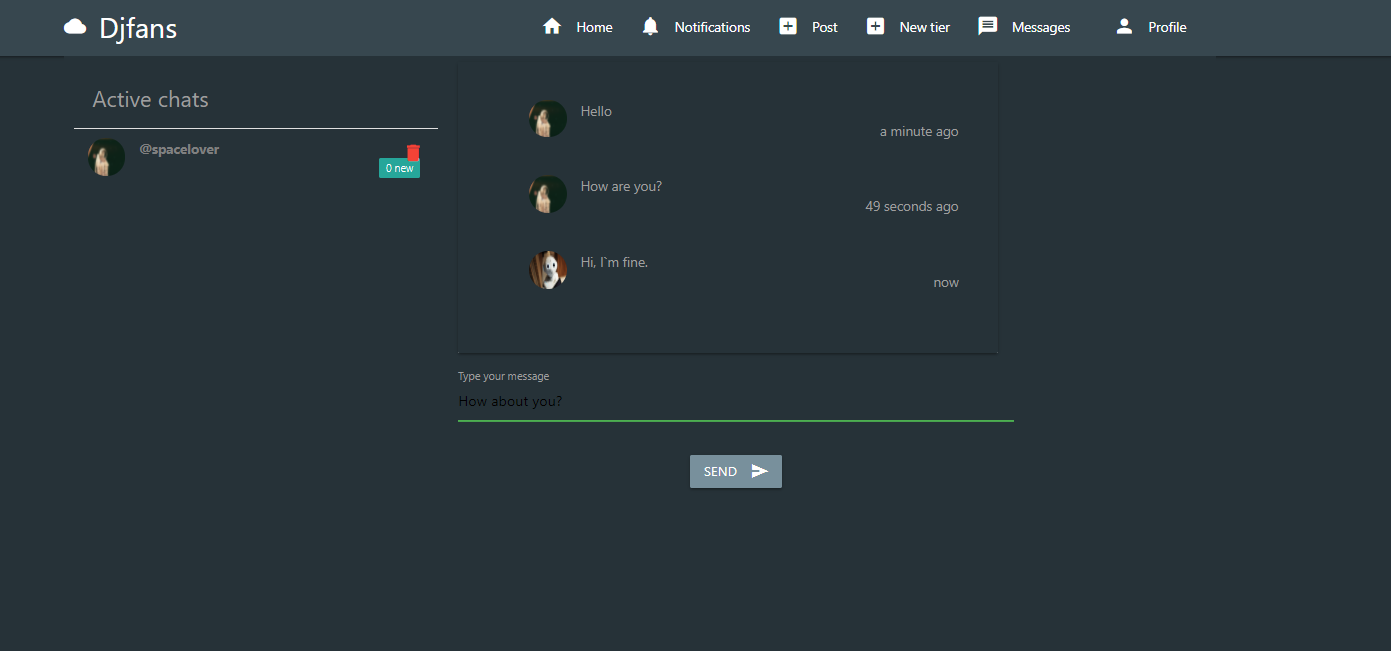 Djfans
Home
Notifications
Post
New tier
Messages
Profile
Active chats
@spacelover
0 new
Hello
a minute ago
How are you?
49 seconds ago
Hi, I`m fine.
now
Type your message
How about you?
SEND